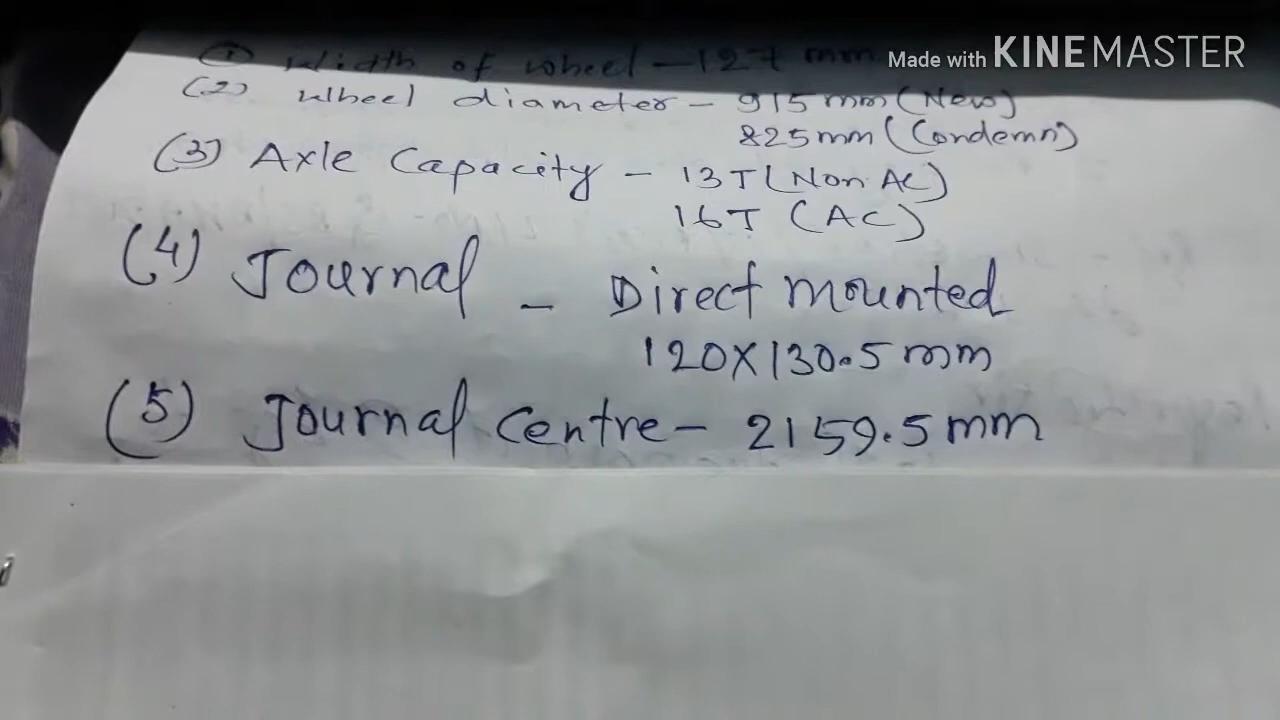 Made with KINEMASTER
(1) Width of wheel - 127 mm
(2) Wheel diameter - 915 mm (New)
825 mm (Condemn)
(3) Axle Capacity - 13T (Non AC)
16T (AC)
(4) Journal - Direct mounted
120X130.5 mm
(5) Journal Centre - 2159.5 mm